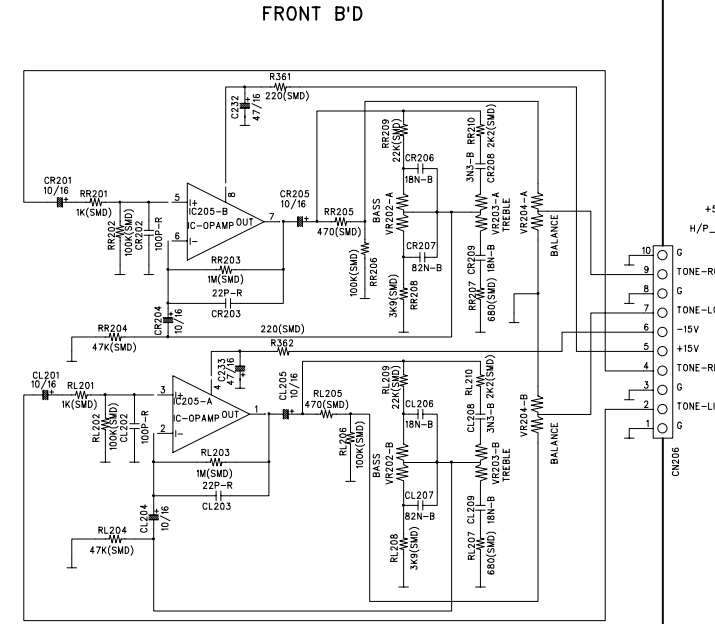 FRONT B'D
R361
220(SMD)
C232
47/16
CR201
10/16
RR201
1K(SMD)
RR202
100K(SMD)
CR202
100P-R
5
I+
6
I-
8
IC205-B
IC-OPAMP
OUT
7
CR205
10/16
RR205
470(SMD)
RR203
1M(SMD)
22P-R
CR203
CR204
10/16
RR204
47K(SMD)
RR206
100K(SMD)
RR209
22K(SMD)
CR206
18N-B
BASS
VR202-A
CR207
82N-B
RR208
3K9(SMD)
RR210
2K2(SMD)
CR208
3N3-B
VR203-A
TREBLE
CR209
18N-B
RR207
680(SMD)
VR204-A
BALANCE
220(SMD)
R362
C233
47/16
CL201
10/16
RL201
1K(SMD)
RL202
100K(SMD)
CL202
100P-R
3
I+
2
I-
4
IC205-A
IC-OPAMP
OUT
1
CL205
10/16
RL205
470(SMD)
RL203
1M(SMD)
22P-R
CL203
CL204
10/16
RL204
47K(SMD)
RL206
100K(SMD)
RL209
22K(SMD)
CL206
18N-B
BASS
VR202-B
CL207
82N-B
RL208
3K9(SMD)
RL210
2K2(SMD)
CL208
3N3-B
VR203-B
TREBLE
CL209
18N-B
RL207
680(SMD)
VR204-B
BALANCE
+5
H/P_
10 G
9 TONE-RO
8 G
7 TONE-LO
6 -15V
5 +15V
4 TONE-RI
3 G
2 TONE-LI
1 G
CN206